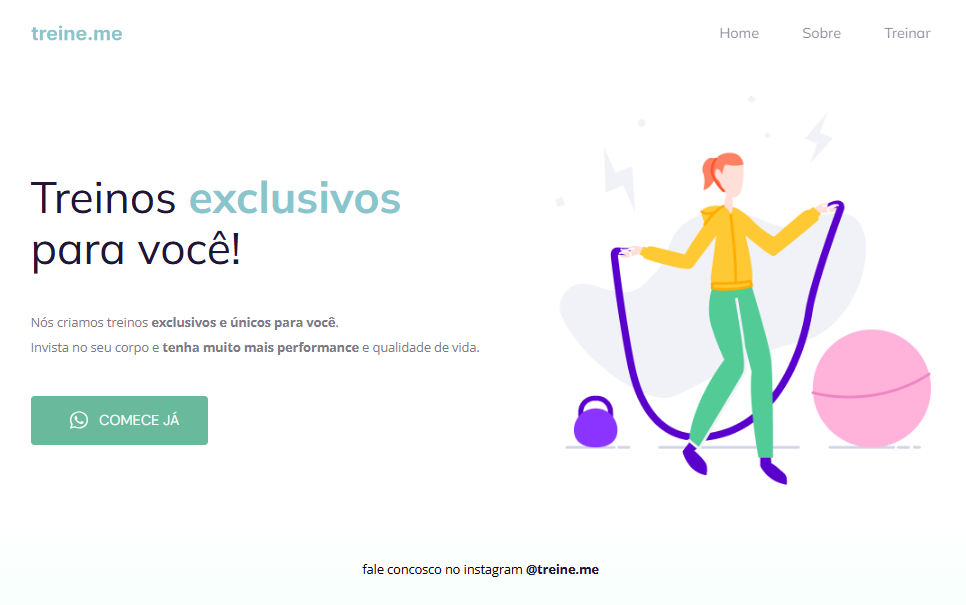 treine.me
Home Sobre Treinar
Treinos exclusivos
para você!
Nós criamos treinos exclusivos e únicos para você.
Invista no seu corpo e tenha muito mais performance e qualidade de vida.
COMECE JÁ
fale concosco no instagram @treine.me